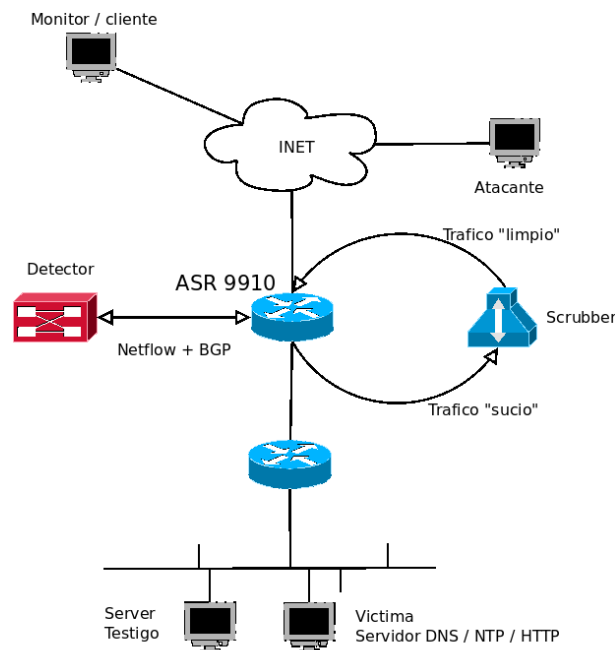 Monitor / cliente
INET
Atacante
Trafico "limpio"
Detector
ASR 9910
Scrubber
Netflow + BGP
Trafico "sucio"
Server
Testigo
Victima
Servidor DNS / NTP / HTTP